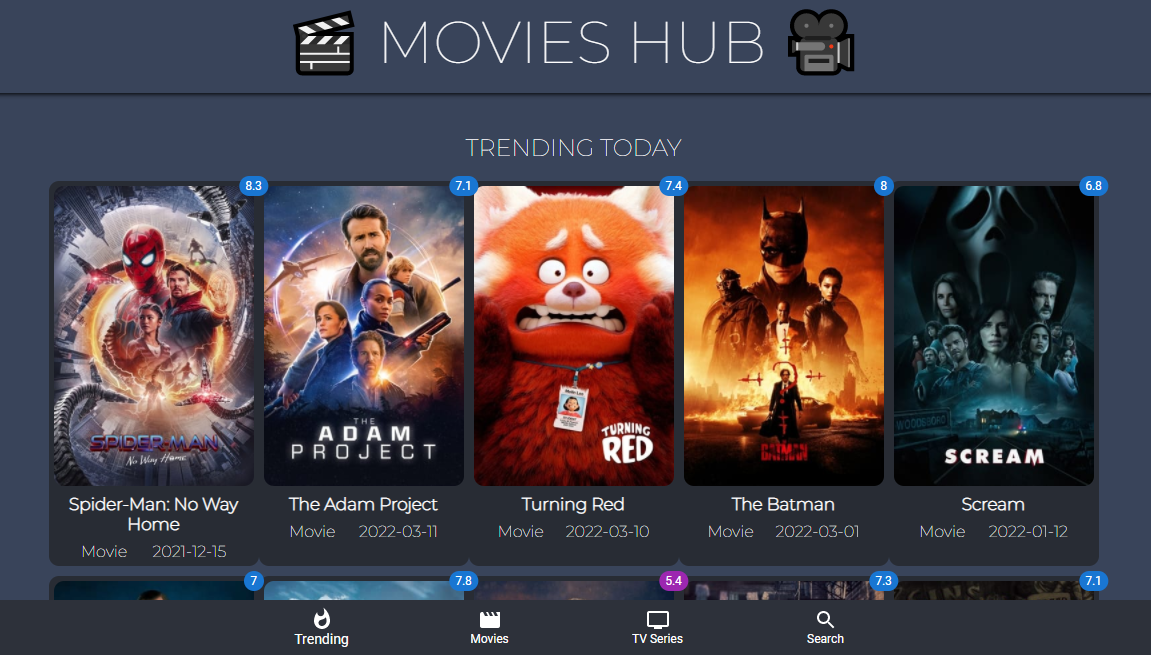 MOVIES HUB
TRENDING TODAY
8.3
7.1
7.4
8
6.8
SPIDER-MAN
No Way Home
THE
ADAM
PROJECT
TURNING
RED
BATMAN
WOODSBORO
SCREAM
Spider-Man: No Way
Home
Movie 2021-12-15
The Adam Project
Movie 2022-03-11
Turning Red
Movie 2022-03-10
The Batman
Movie 2022-03-01
Scream
Movie 2022-01-12
7
7.8
5.4
7.3
7.1
Trending
Movies
TV Series
Search